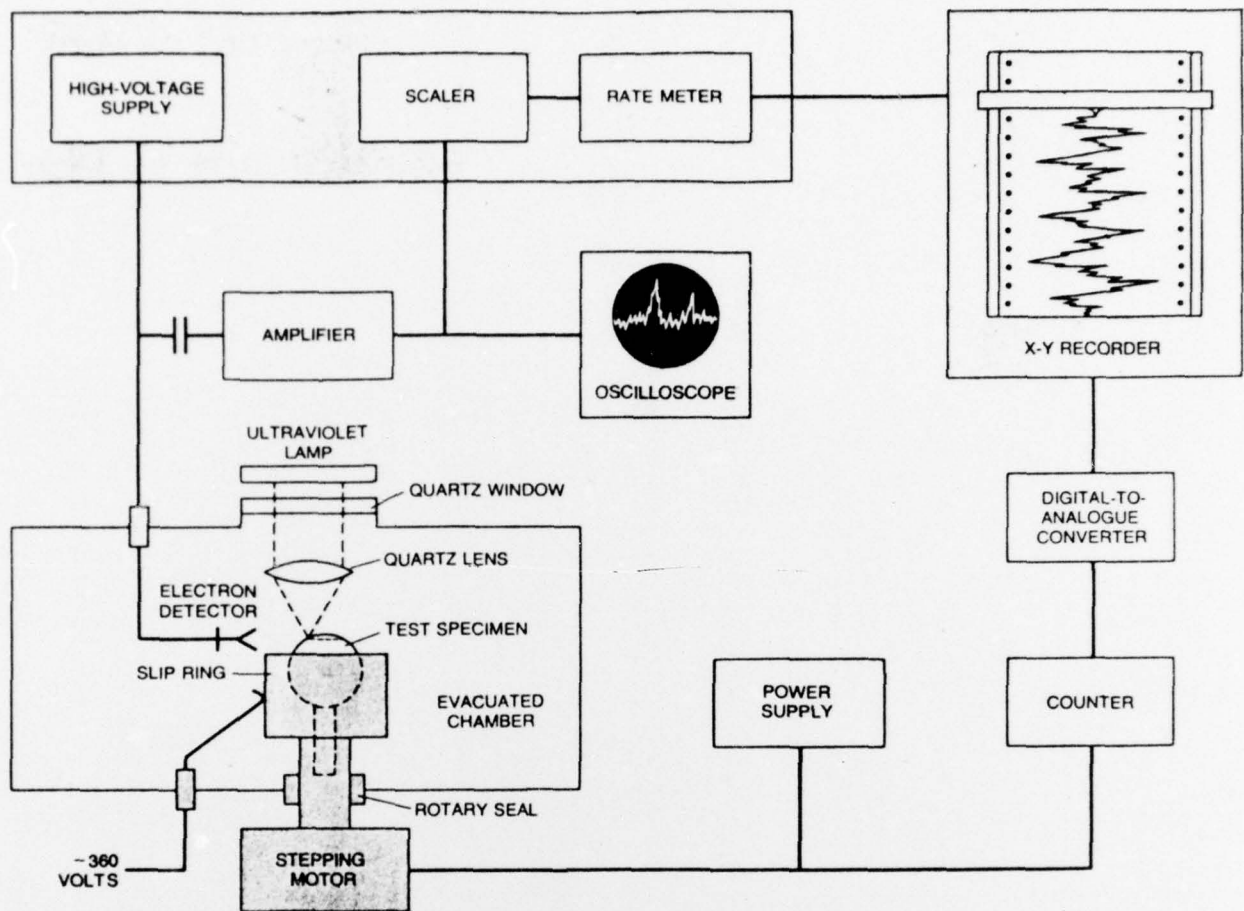 HIGH-VOLTAGE
SUPPLY
SCALER
RATE METER
X-Y RECORDER
AMPLIFIER
OSCILLOSCOPE
ULTRAVIOLET
LAMP
QUARTZ WINDOW
DIGITAL-TO-
ANALOGUE
CONVERTER
QUARTZ LENS
ELECTRON
DETECTOR
TEST SPECIMEN
SLIP RING
EVACUATED
CHAMBER
POWER
SUPPLY
COUNTER
ROTARY SEAL
~360
VOLTS
STEPPING
MOTOR